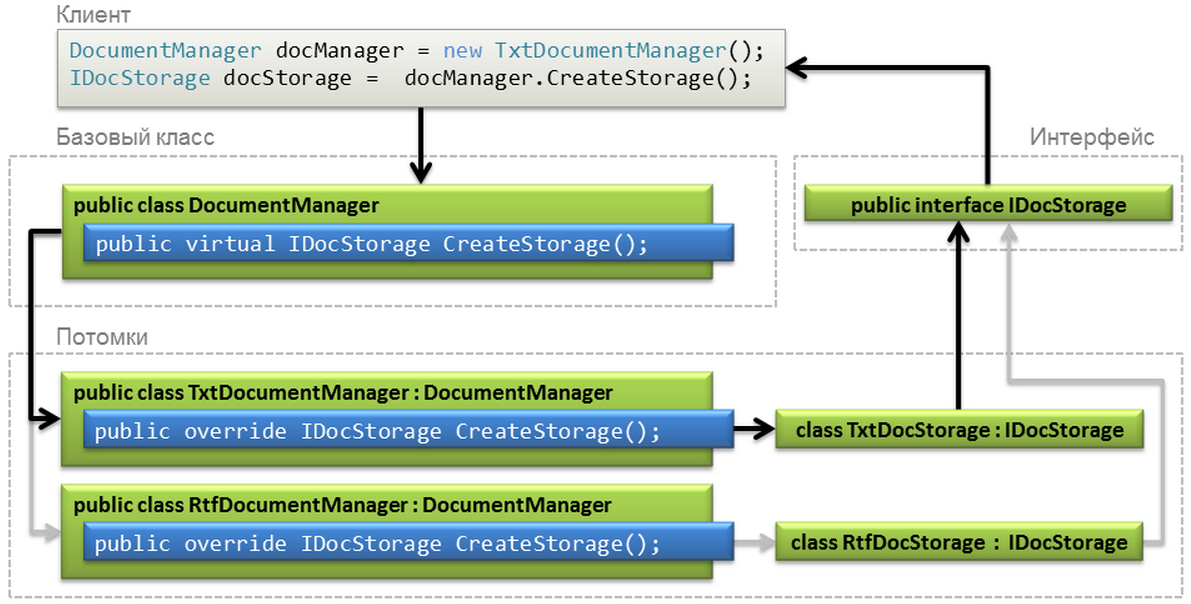 Клиент
DocumentManager docManager = new TxtDocumentManager();
IDocStorage docStorage =  docManager.CreateStorage();
Базовый класс
Интерфейс
public class DocumentManager
public interface IDocStorage
public virtual IDocStorage CreateStorage();
Потомки
public class TxtDocumentManager : DocumentManager
public override IDocStorage CreateStorage();
class TxtDocStorage : IDocStorage
public class RtfDocumentManager : DocumentManager
public override IDocStorage CreateStorage();
class RtfDocStorage : IDocStorage